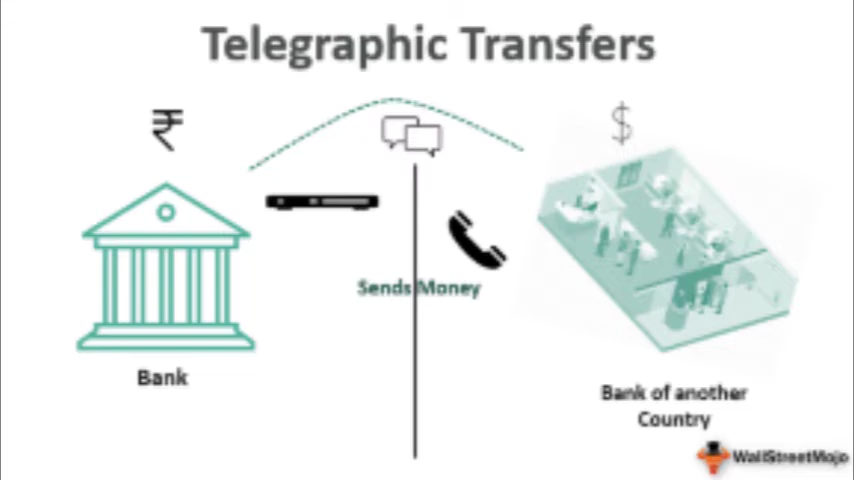 Telegraphic Transfers
₹
$
Sends Money
Bank
Bank of another
Country
WallStreetMojo